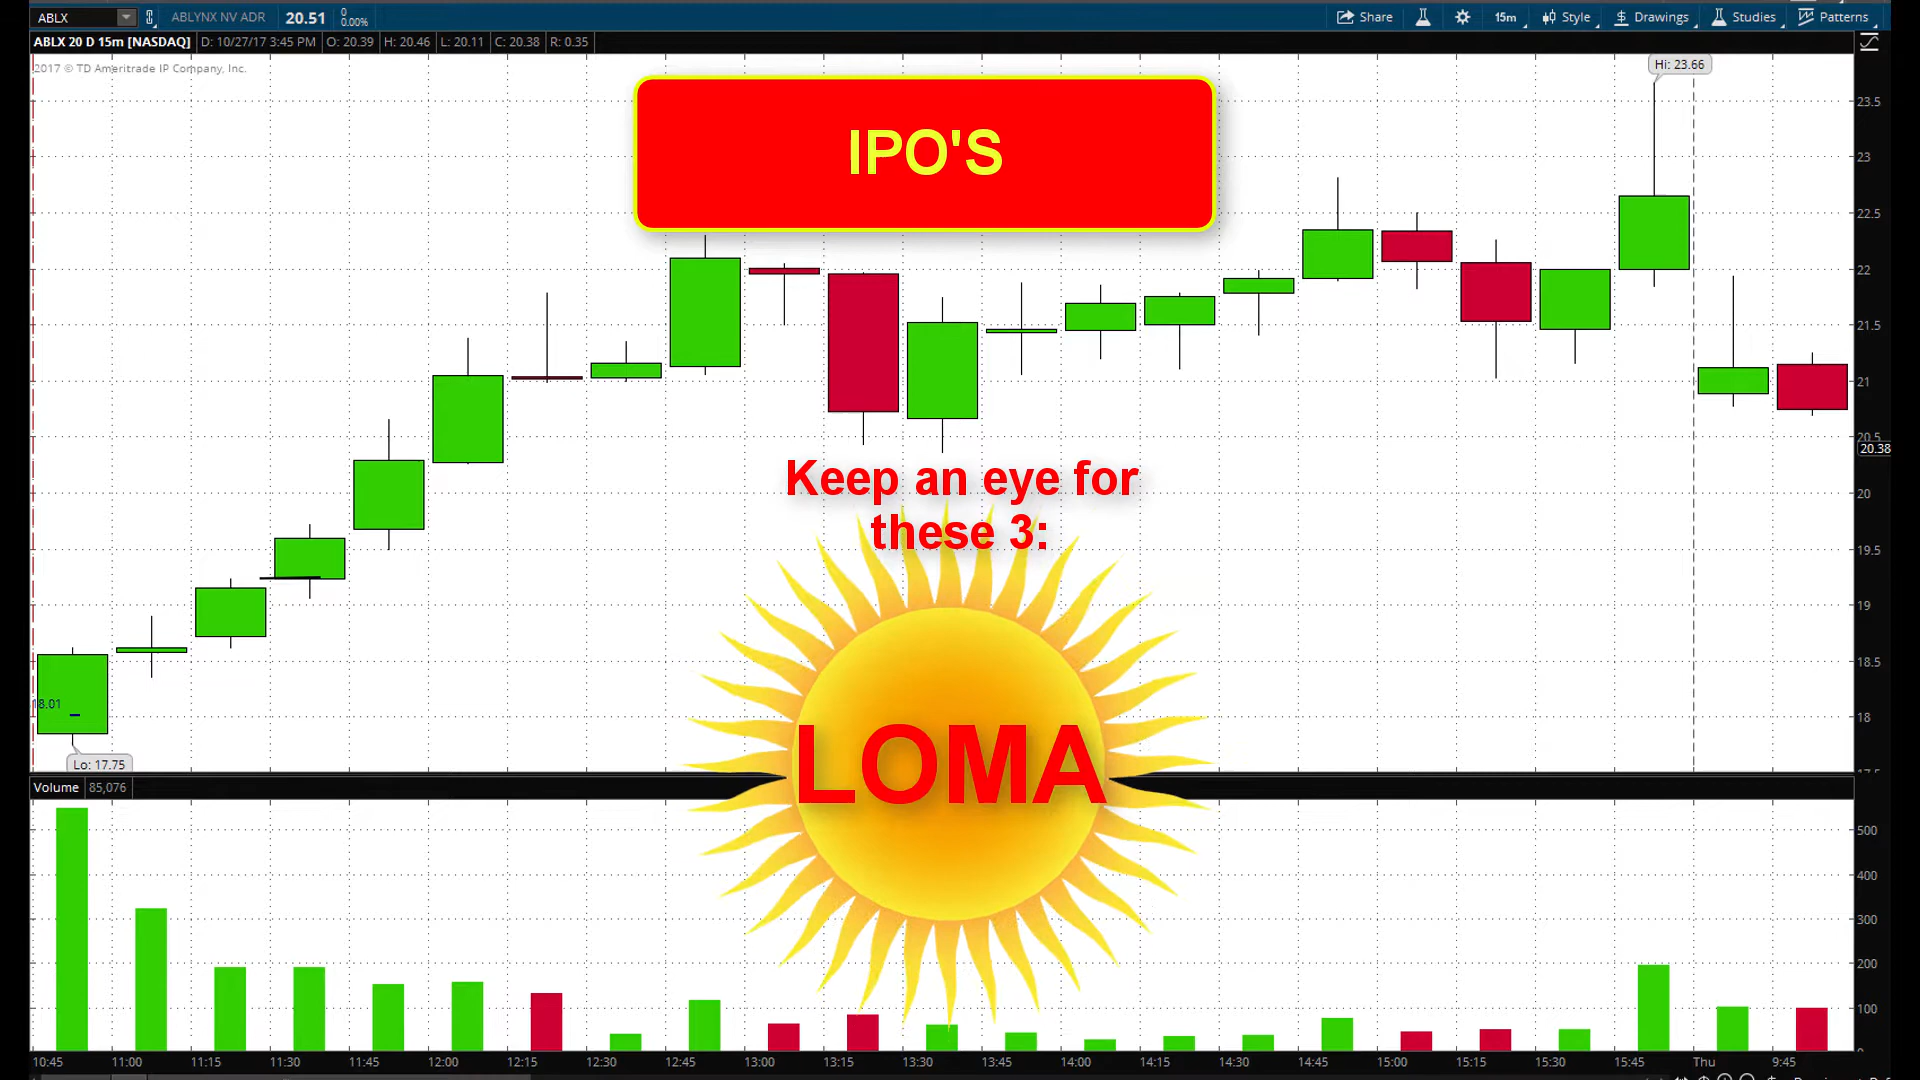 ABLX
ABLYNX NV ADR
20.51
0
0.00%
Share
15m
Style
Drawings
Studies
Patterns
ABLX 20 D 15m [NASDAQ]
D: 10/27/17 3:45 PM
O: 20.39
H: 20.46
L: 20.11
C: 20.38
R: 0.35
2017 © TD Ameritrade IP Company, Inc.
Hi: 23.66
IPO'S
23.5
23
22.5
22
21.5
21
20.5
20.38
20
19.5
19
18.5
18
Keep an eye for
these 3:
LOMA
18.01
Lo: 17.75
Volume
85,076
500
400
300
200
100
10:45
11:00
11:15
11:30
11:45
12:00
12:15
12:30
12:45
13:00
13:15
13:30
13:45
14:00
14:15
14:30
14:45
15:00
15:15
15:30
15:45
Thu
9:45